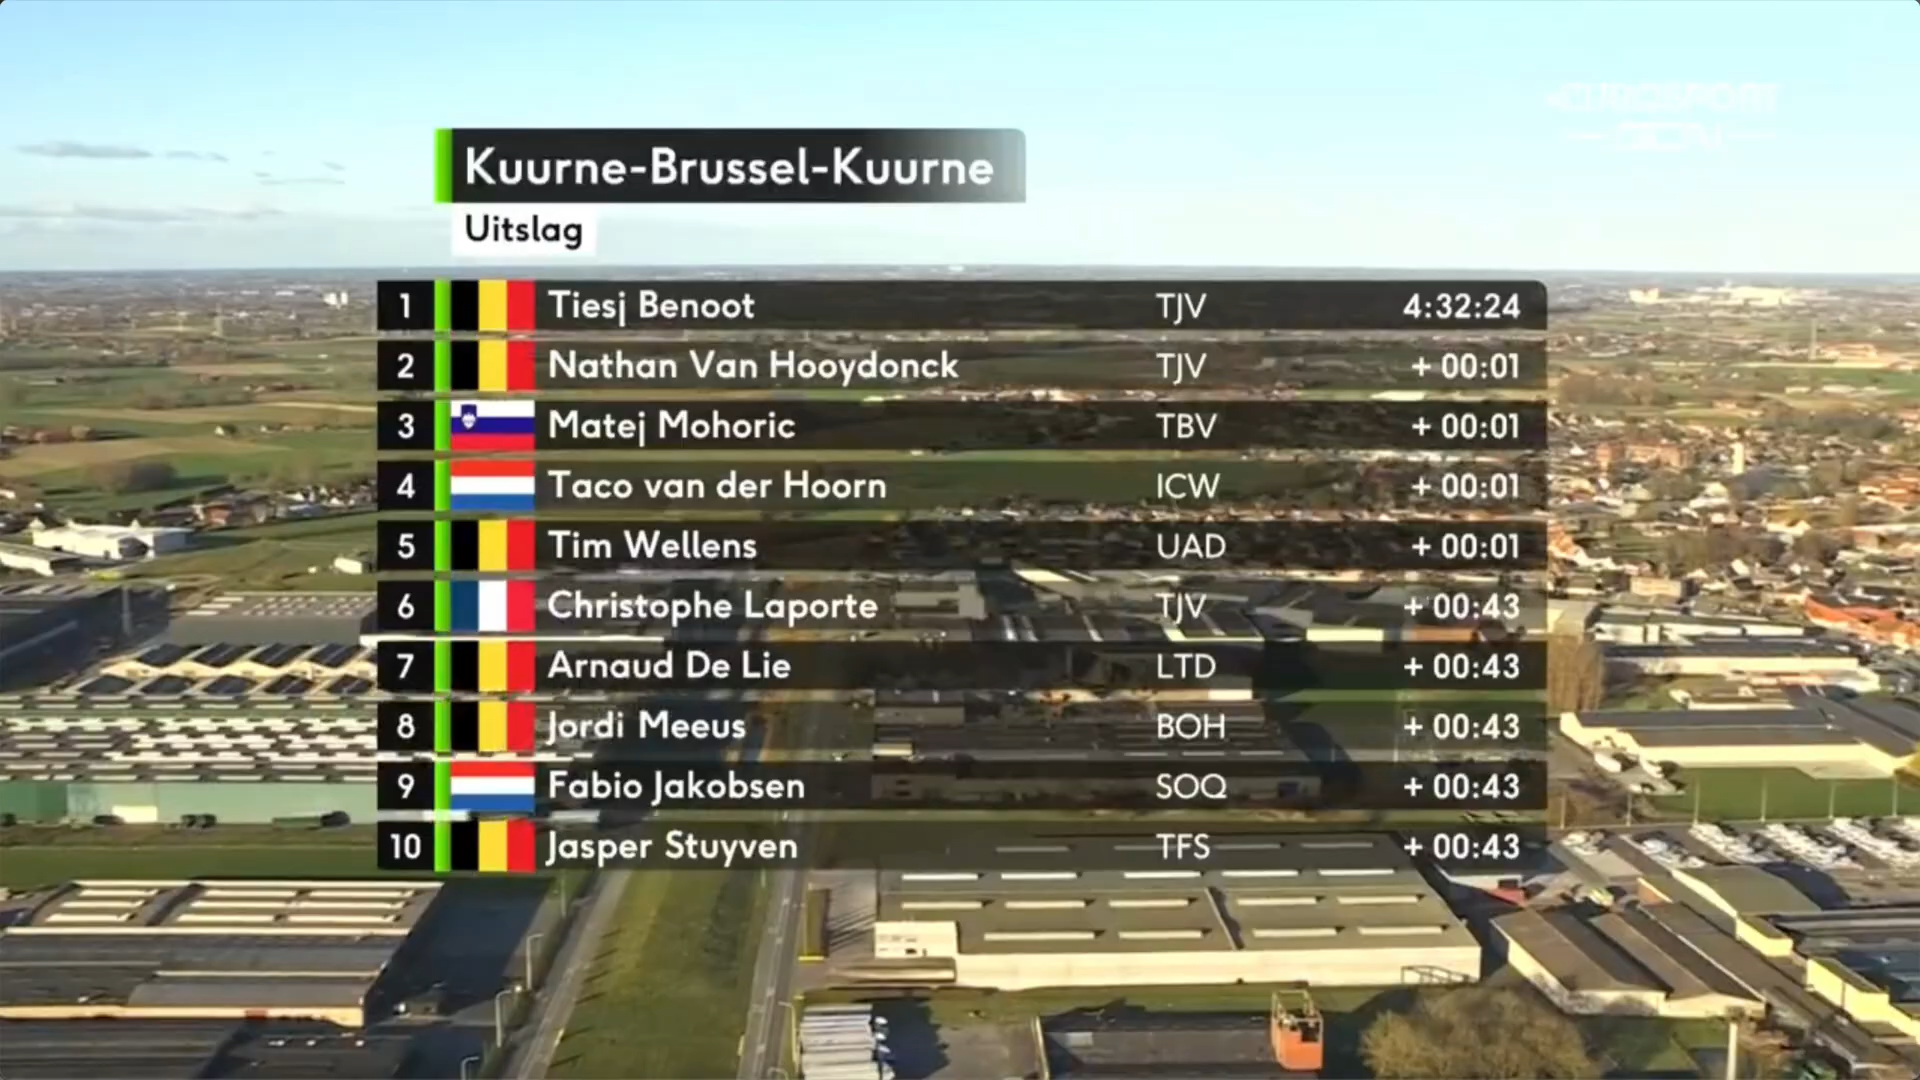 EUROSPORT
GCN
Kuurne-Brussel-Kuurne
Uitslag
1 Tiesj Benoot TJV 4:32:24
2 Nathan Van Hooydonck TJV + 00:01
3 Matej Mohoric TBV + 00:01
4 Taco van der Hoorn ICW + 00:01
5 Tim Wellens UAD + 00:01
6 Christophe Laporte TJV + 00:43
7 Arnaud De Lie LTD + 00:43
8 Jordi Meeus BOH + 00:43
9 Fabio Jakobsen SOQ + 00:43
10 Jasper Stuyven TFS + 00:43